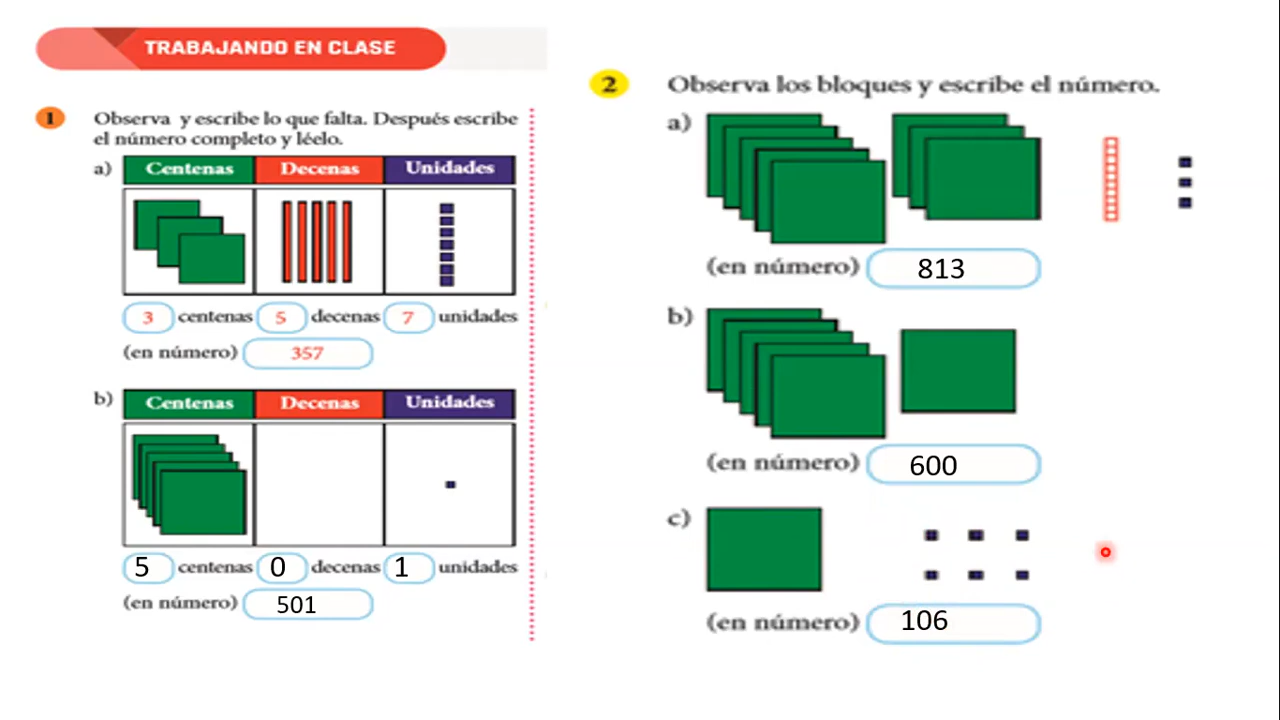 TRABAJANDO EN CLASE
1 Observa y escribe lo que falta. Después escribe
el número completo y léelo.
a) Centenas Decenas Unidades
3 centenas 5 decenas 7 unidades
(en número) 357
b) Centenas Decenas Unidades
5 centenas 0 decenas 1 unidades
(en número) 501
2 Observa los bloques y escribe el número.
a)
(en número) 813
b)
(en número) 600
c)
(en número) 106